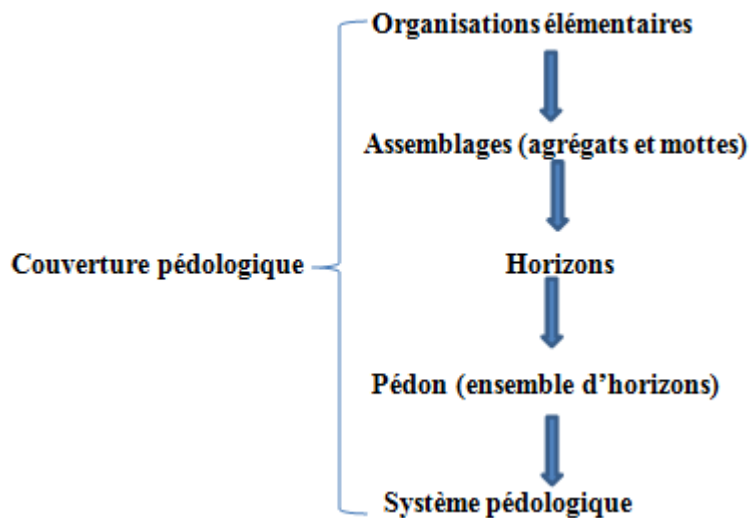 Organisations élémentaires
Assemblages (agrégats et mottes)
Couverture pédologique
Horizons
Pédon (ensemble d’horizons)
Système pédologique